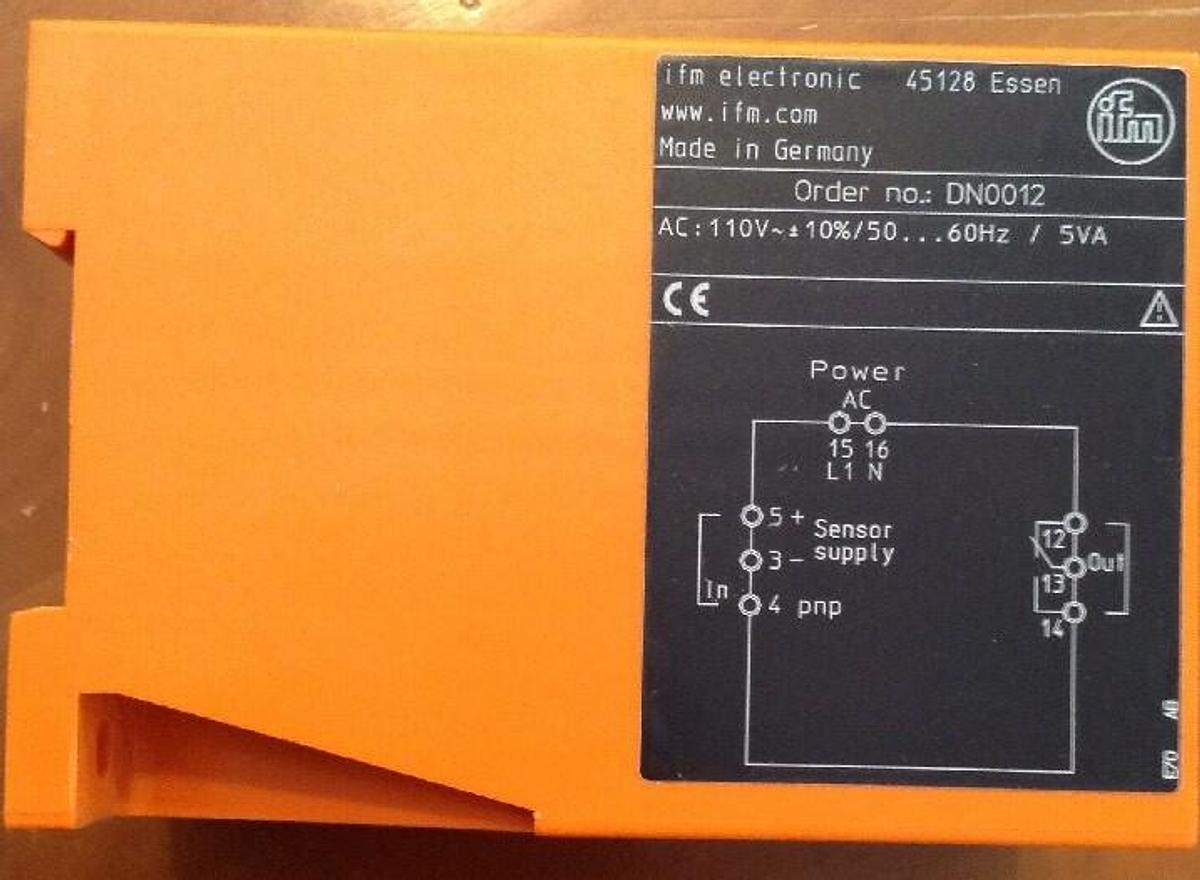 ifm electronic 45128 Essen
ifm
www.ifm.com
Made in Germany
Order no.: DN0012
AC:110V~±10%/50...60Hz / 5VA
CE
Power
AC
15 16
L1 N
5 + Sensor
3 - supply
In
4 pnp
12
Out
13
14